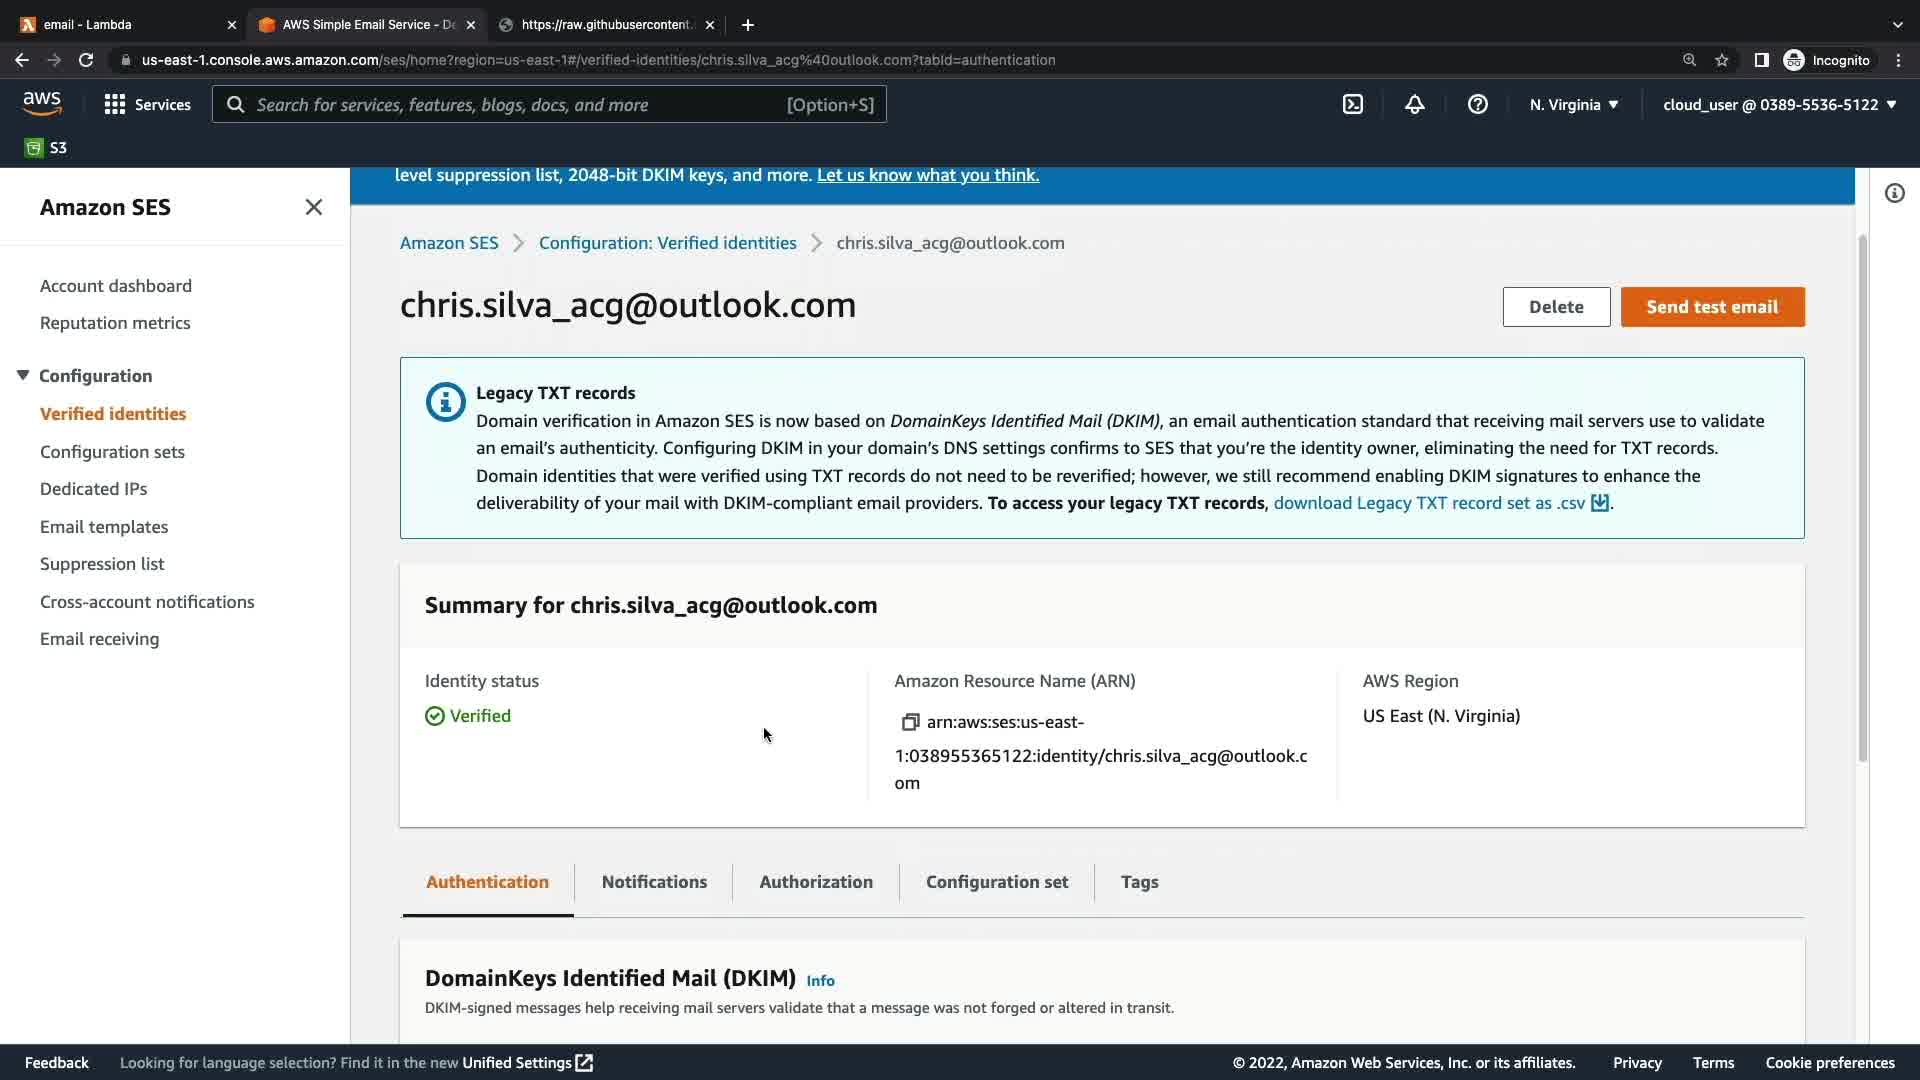 email - Lambda
AWS Simple Email Service - De
https://raw.githubusercontent.
us-east-1.console.aws.amazon.com/ses/home?region=us-east-1#/verified-identities/chris.silva_acg%40outlook.com?tabId=authentication
Incognito
aws
Services
Search for services, features, blogs, docs, and more
[Option+S]
N. Virginia
cloud_user @ 0389-5536-5122
S3
Amazon SES
Account dashboard
Reputation metrics
Configuration
Verified identities
Configuration sets
Dedicated IPs
Email templates
Suppression list
Cross-account notifications
Email receiving
level suppression list, 2048-bit DKIM keys, and more. Let us know what you think.
Amazon SES
Configuration: Verified identities
chris.silva_acg@outlook.com
chris.silva_acg@outlook.com
Delete
Send test email
Legacy TXT records
Domain verification in Amazon SES is now based on DomainKeys Identified Mail (DKIM), an email authentication standard that receiving mail servers use to validate
an email's authenticity. Configuring DKIM in your domain's DNS settings confirms to SES that you're the identity owner, eliminating the need for TXT records.
Domain identities that were verified using TXT records do not need to be reverified; however, we still recommend enabling DKIM signatures to enhance the
deliverability of your mail with DKIM-compliant email providers. To access your legacy TXT records, download Legacy TXT record set as .csv.
Summary for chris.silva_acg@outlook.com
Identity status
Verified
Amazon Resource Name (ARN)
arn:aws:ses:us-east-
1:038955365122:identity/chris.silva_acg@outlook.c
om
AWS Region
US East (N. Virginia)
Authentication
Notifications
Authorization
Configuration set
Tags
DomainKeys Identified Mail (DKIM) Info
DKIM-signed messages help receiving mail servers validate that a message was not forged or altered in transit.
Feedback
Looking for language selection? Find it in the new Unified Settings
© 2022, Amazon Web Services, Inc. or its affiliates.
Privacy
Terms
Cookie preferences